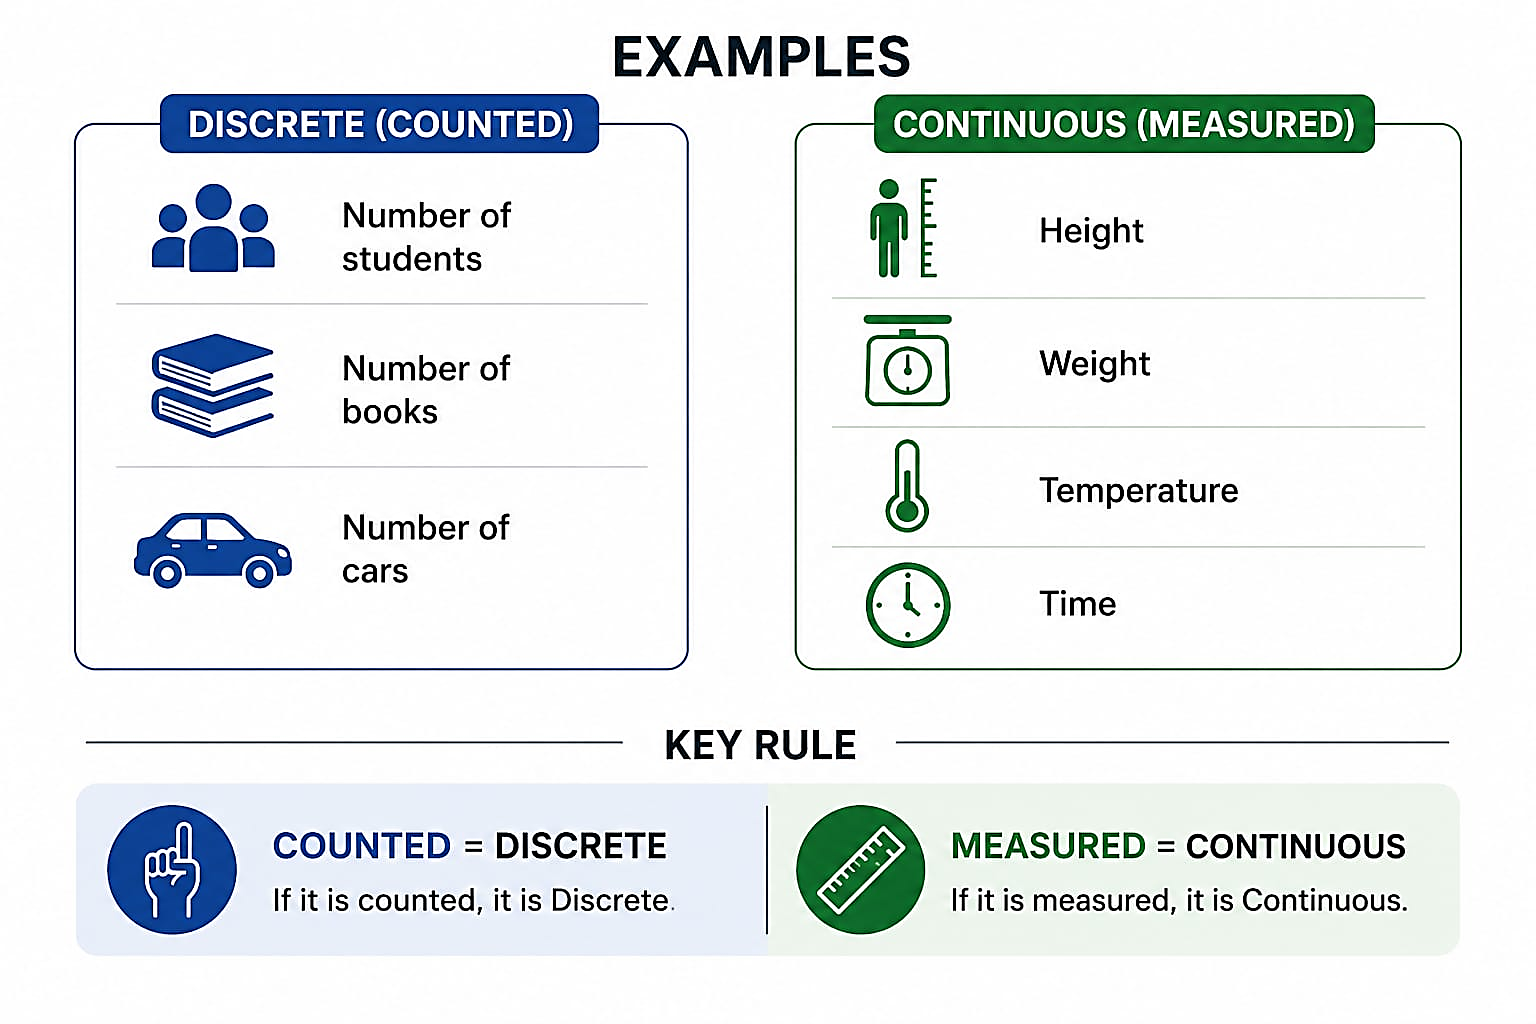 EXAMPLES
DISCRETE (COUNTED)
Number of
students
Number of
books
Number of
cars
CONTINUOUS (MEASURED)
Height
Weight
Temperature
Time
KEY RULE
COUNTED = DISCRETE
If it is counted, it is Discrete.
MEASURED = CONTINUOUS
If it is measured, it is Continuous.